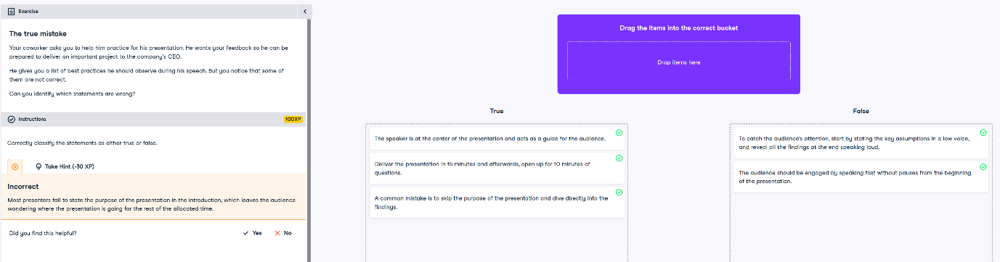 Exercise
The true mistake
Your coworker asks you to help him practice for his presentation. He wants your feedback so he can be
prepared to deliver an important project to the company's CEO.
He gives you a list of best practices he should observe during his speech. But you notice that some of
them are not correct.
Can you identify which statements are wrong?
Instructions
100XP
Correctly classify the statements as either true or false.
Take Hint (-30 XP)
Incorrect
Most presenters fail to state the purpose of the presentation in the introduction, which leaves the audience
wondering where the presentation is going for the rest of the allocated time.
Did you find this helpful?
Yes
No
Drag the items into the correct bucket
Drop items here
True
The speaker is at the center of the presentation and acts as a guide for the audience.
Deliver the presentation in 15 minutes and afterwards, open up for 10 minutes of
questions.
A common mistake is to skip the purpose of the presentation and dive directly into the
findings.
False
To catch the audience's attention, start by stating the key assumptions in a low voice,
and reveal all the findings at the end speaking loud.
The audience should be engaged by speaking fast without pauses from the beginning
of the presentation.